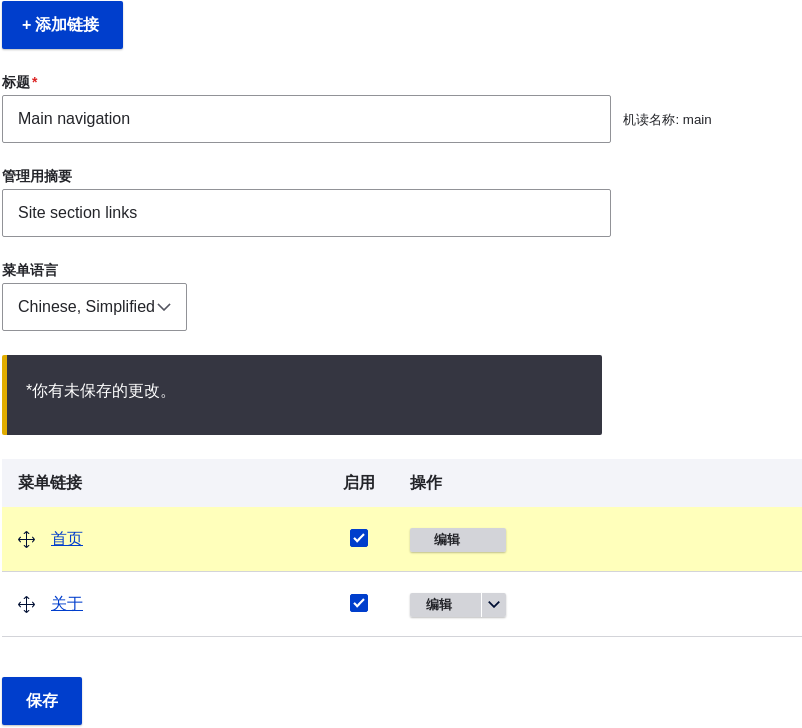 + 添加链接
标题*
Main navigation
机读名称: main
管理用摘要
Site section links
菜单语言
Chinese, Simplified
*你有未保存的更改。
菜单链接 启用 操作
首页 编辑
关于 编辑
保存